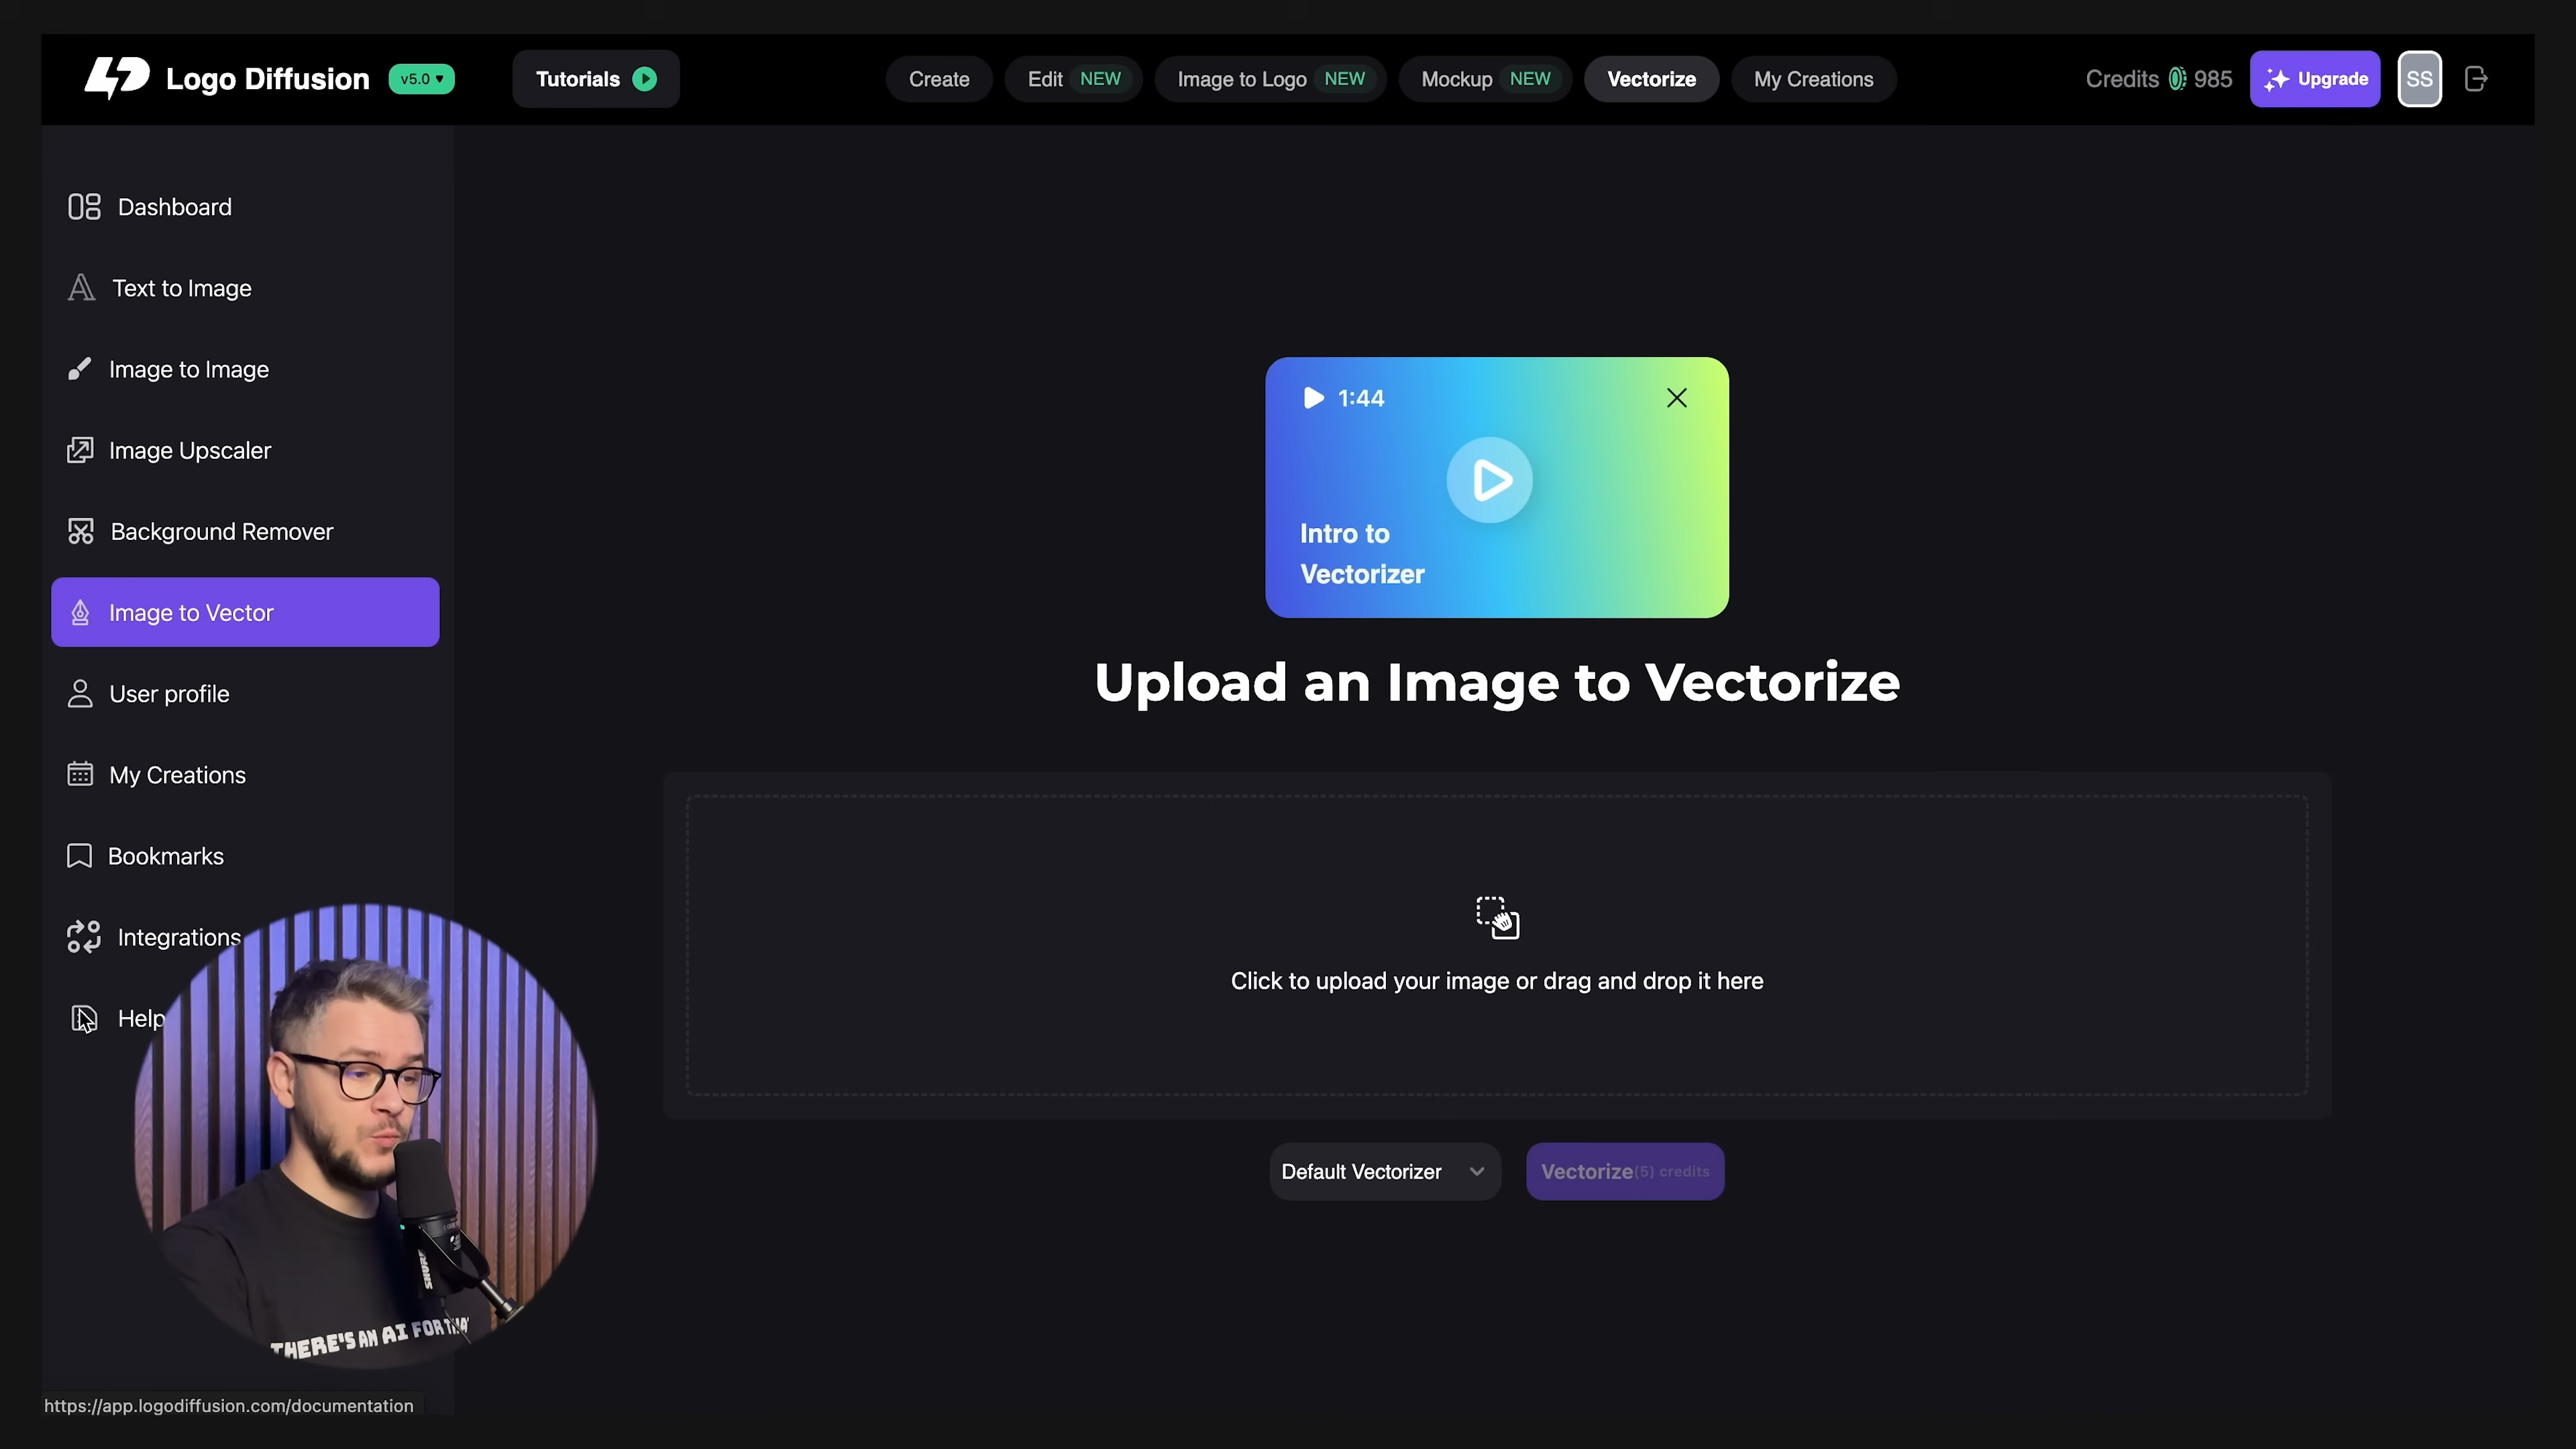 Logo Diffusion v5.0 ▾ Tutorials Create Edit NEW Image to Logo NEW Mockup NEW Vectorize My Creations Credits 985 Upgrade SS
Dashboard
Text to Image
Image to Image
Image Upscaler
Background Remover
Image to Vector
User profile
My Creations
Bookmarks
Integrations
Help
1:44
Intro to
Vectorizer
Upload an Image to Vectorize
Click to upload your image or drag and drop it here
Default Vectorizer
Vectorize(5) credits
SHURE
THERE'S AN AI FOR THA
https://app.logodiffusion.com/documentation